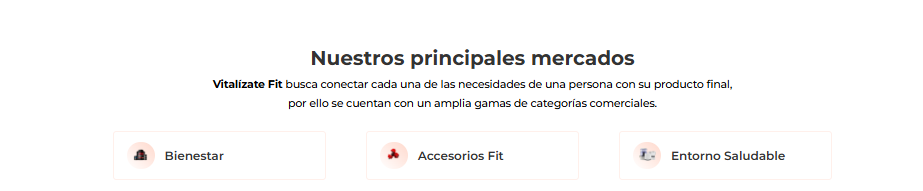 Nuestros principales mercados
Vitalízate Fit busca conectar cada una de las necesidades de una persona con su producto final,
por ello se cuentan con un amplia gamas de categorías comerciales.
Bienestar
Accesorios Fit
Entorno Saludable